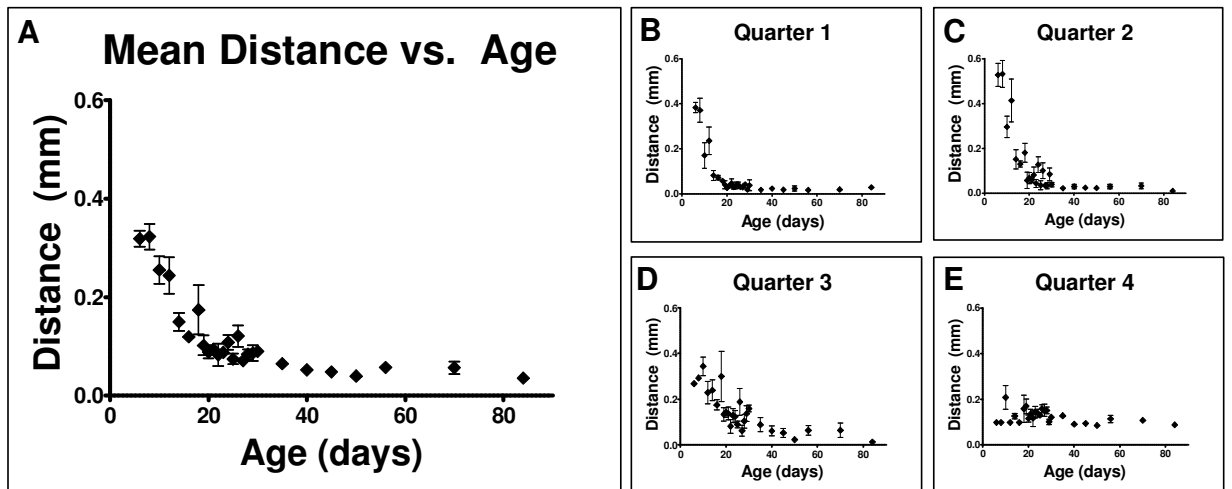 A
Mean Distance vs. Age
Distance (mm)
0.6
0.4
0.2
0.0
0 20 40 60 80
Age (days)
B
Quarter 1
Distance (mm)
0.6
0.4
0.2
0.0
0 20 40 60 80
Age (days)
C
Quarter 2
Distance (mm)
0.6
0.4
0.2
0.0
0 20 40 60 80
Age (days)
D
Quarter 3
Distance (mm)
0.6
0.4
0.2
0.0
0 20 40 60 80
Age (days)
E
Quarter 4
Distance (mm)
0.6
0.4
0.2
0.0
0 20 40 60 80
Age (days)